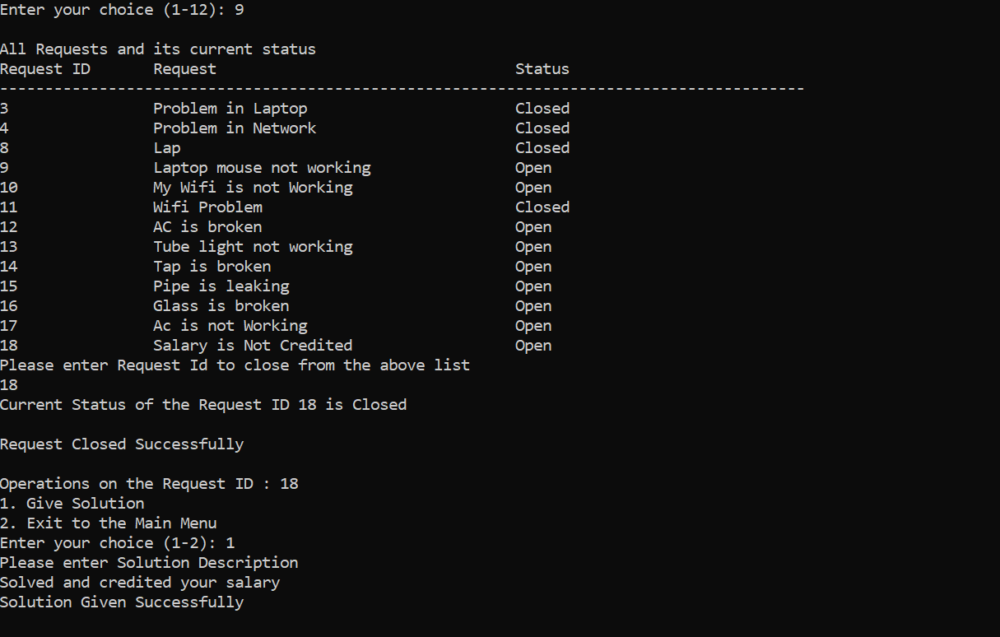 Enter your choice (1-12): 9
All Requests and its current status
Request ID Request Status
-----------------------------------------------------------------------------------------
3 Problem in Laptop Closed
4 Problem in Network Closed
8 Lap Closed
9 Laptop mouse not working Open
10 My Wifi is not Working Open
11 Wifi Problem Closed
12 AC is broken Open
13 Tube light not working Open
14 Tap is broken Open
15 Pipe is leaking Open
16 Glass is broken Open
17 Ac is not Working Open
18 Salary is Not Credited Open
Please enter Request Id to close from the above list
18
Current Status of the Request ID 18 is Closed
Request Closed Successfully
Operations on the Request ID : 18
1. Give Solution
2. Exit to the Main Menu
Enter your choice (1-2): 1
Please enter Solution Description
Solved and credited your salary
Solution Given Successfully